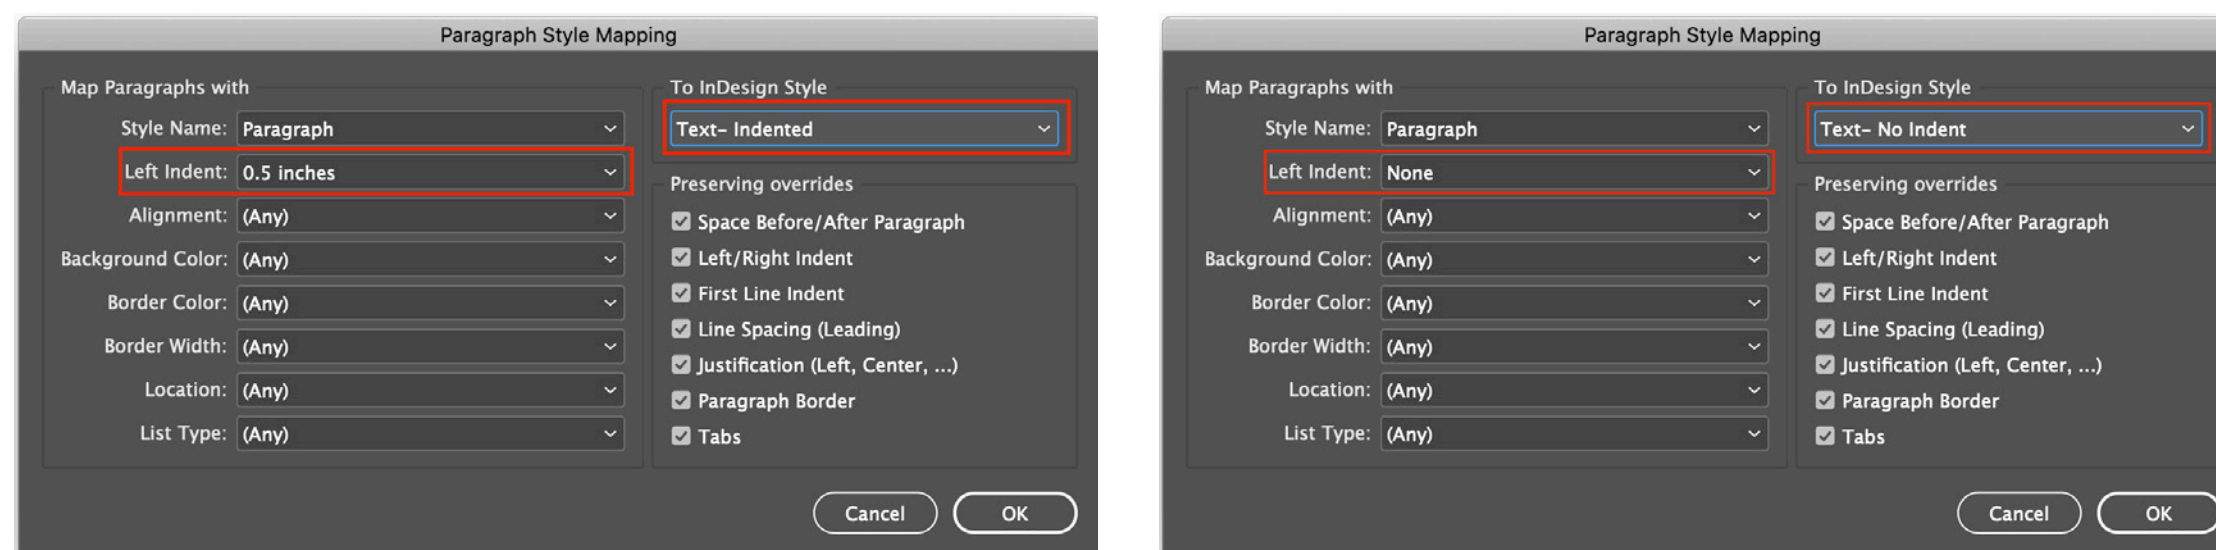 Paragraph Style Mapping
Map Paragraphs with
Style Name: Paragraph
Left Indent: 0.5 inches
Alignment: (Any)
Background Color: (Any)
Border Color: (Any)
Border Width: (Any)
Location: (Any)
List Type: (Any)
To InDesign Style
Text– Indented
Preserving overrides
Space Before/After Paragraph
Left/Right Indent
First Line Indent
Line Spacing (Leading)
Justification (Left, Center, ...)
Paragraph Border
Tabs
Cancel
OK
Paragraph Style Mapping
Map Paragraphs with
Style Name: Paragraph
Left Indent: None
Alignment: (Any)
Background Color: (Any)
Border Color: (Any)
Border Width: (Any)
Location: (Any)
List Type: (Any)
To InDesign Style
Text– No Indent
Preserving overrides
Space Before/After Paragraph
Left/Right Indent
First Line Indent
Line Spacing (Leading)
Justification (Left, Center, ...)
Paragraph Border
Tabs
Cancel
OK